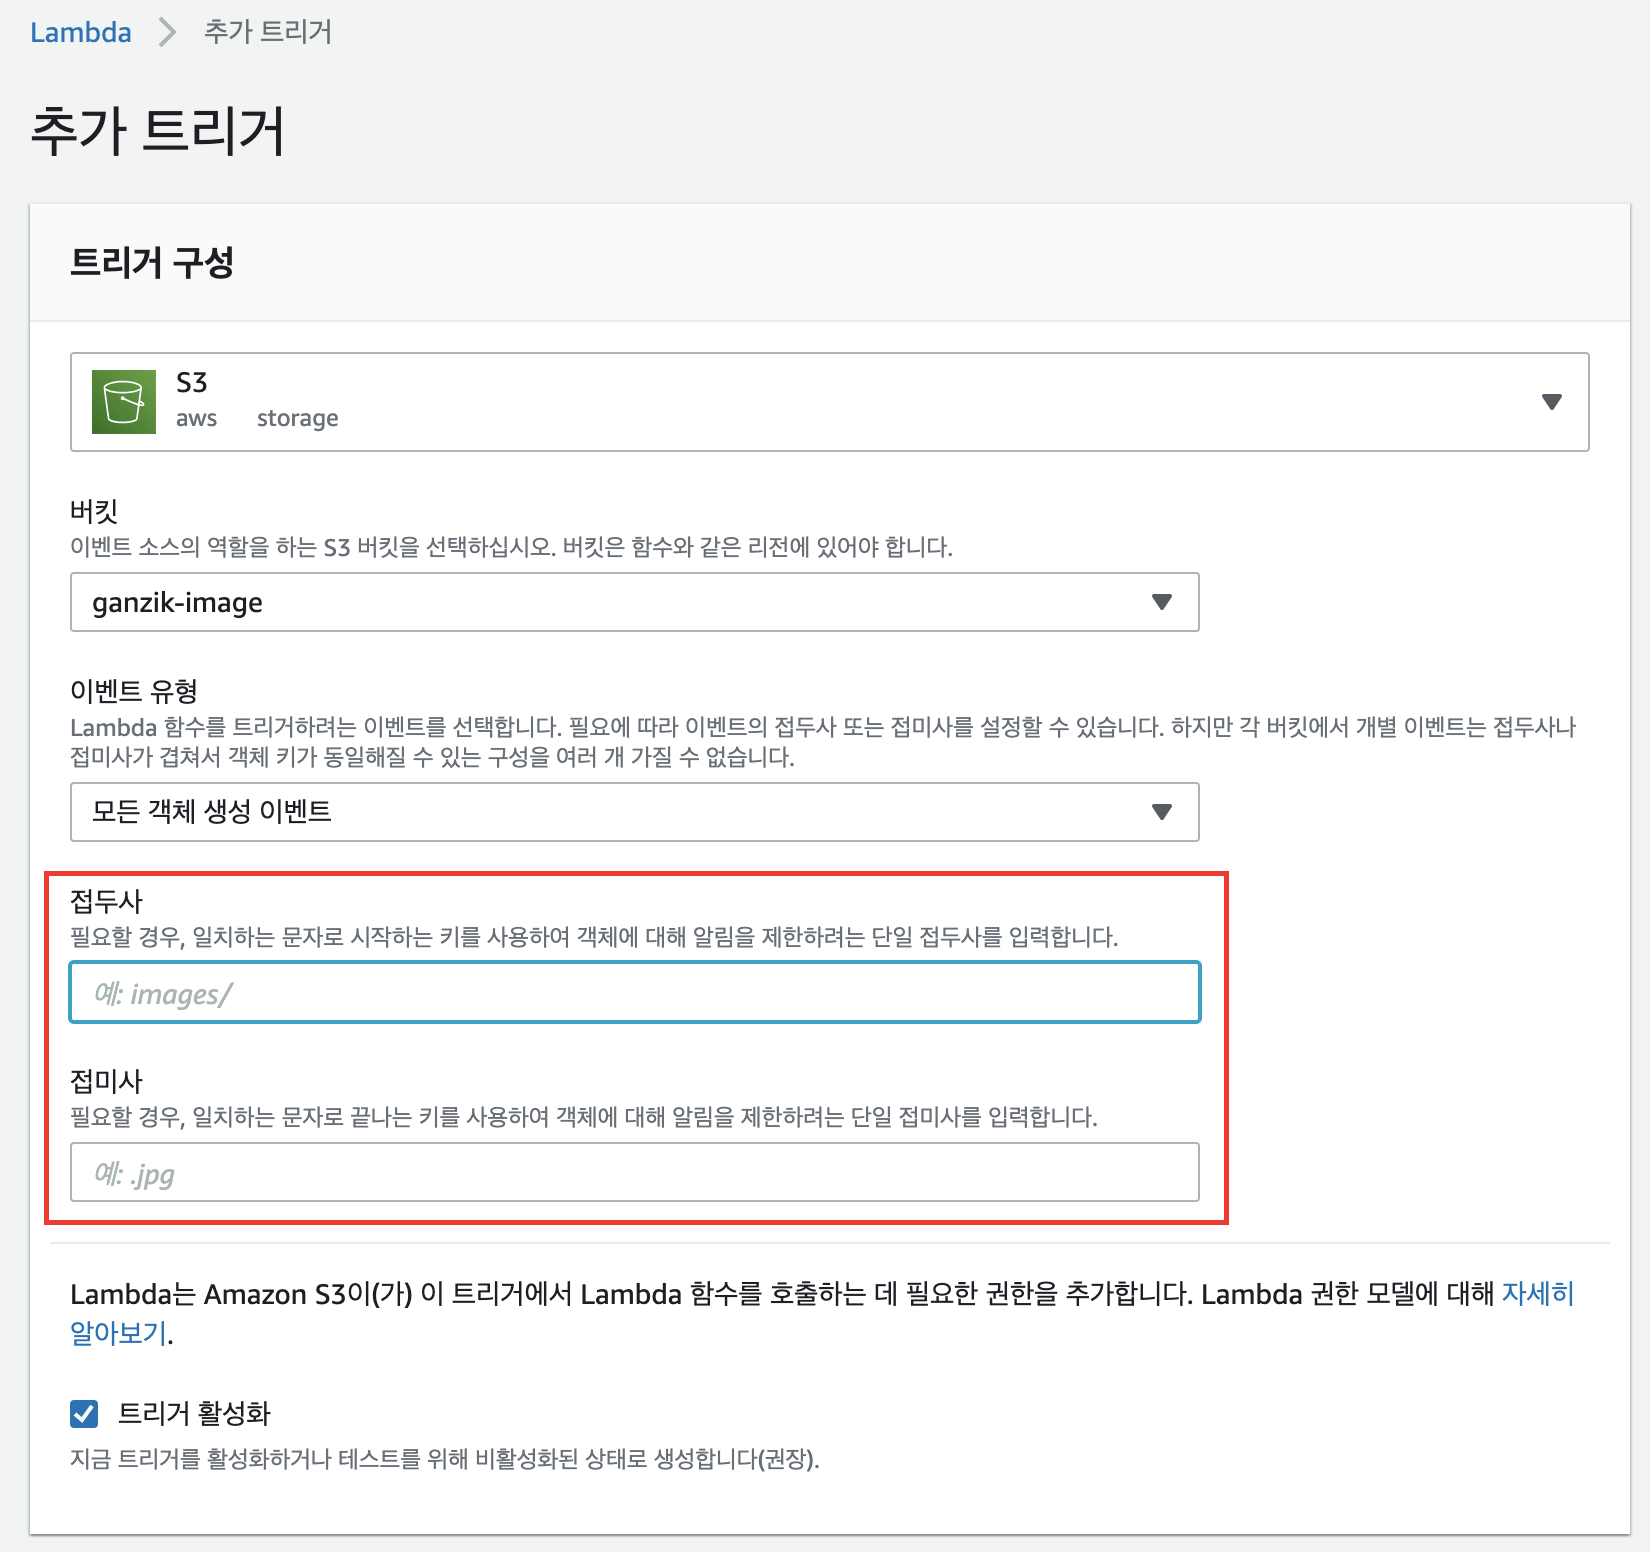 Lambda 추가 트리거
추가 트리거
트리거 구성
S3
aws storage
버킷
이벤트 소스의 역할을 하는 S3 버킷을 선택하십시오. 버킷은 함수와 같은 리전에 있어야 합니다.
ganzik-image
이벤트 유형
Lambda 함수를 트리거하려는 이벤트를 선택합니다. 필요에 따라 이벤트의 접두사 또는 접미사를 설정할 수 있습니다. 하지만 각 버킷에서 개별 이벤트는 접두사나
접미사가 겹쳐서 객체 키가 동일해질 수 있는 구성을 여러 개 가질 수 없습니다.
모든 객체 생성 이벤트
접두사
필요할 경우, 일치하는 문자로 시작하는 키를 사용하여 객체에 대해 알림을 제한하려는 단일 접두사를 입력합니다.
예: images/
접미사
필요할 경우, 일치하는 문자로 끝나는 키를 사용하여 객체에 대해 알림을 제한하려는 단일 접미사를 입력합니다.
예: .jpg
Lambda는 Amazon S3이(가) 이 트리거에서 Lambda 함수를 호출하는 데 필요한 권한을 추가합니다. Lambda 권한 모델에 대해 자세히
알아보기.
트리거 활성화
지금 트리거를 활성화하거나 테스트를 위해 비활성화된 상태로 생성합니다(권장).